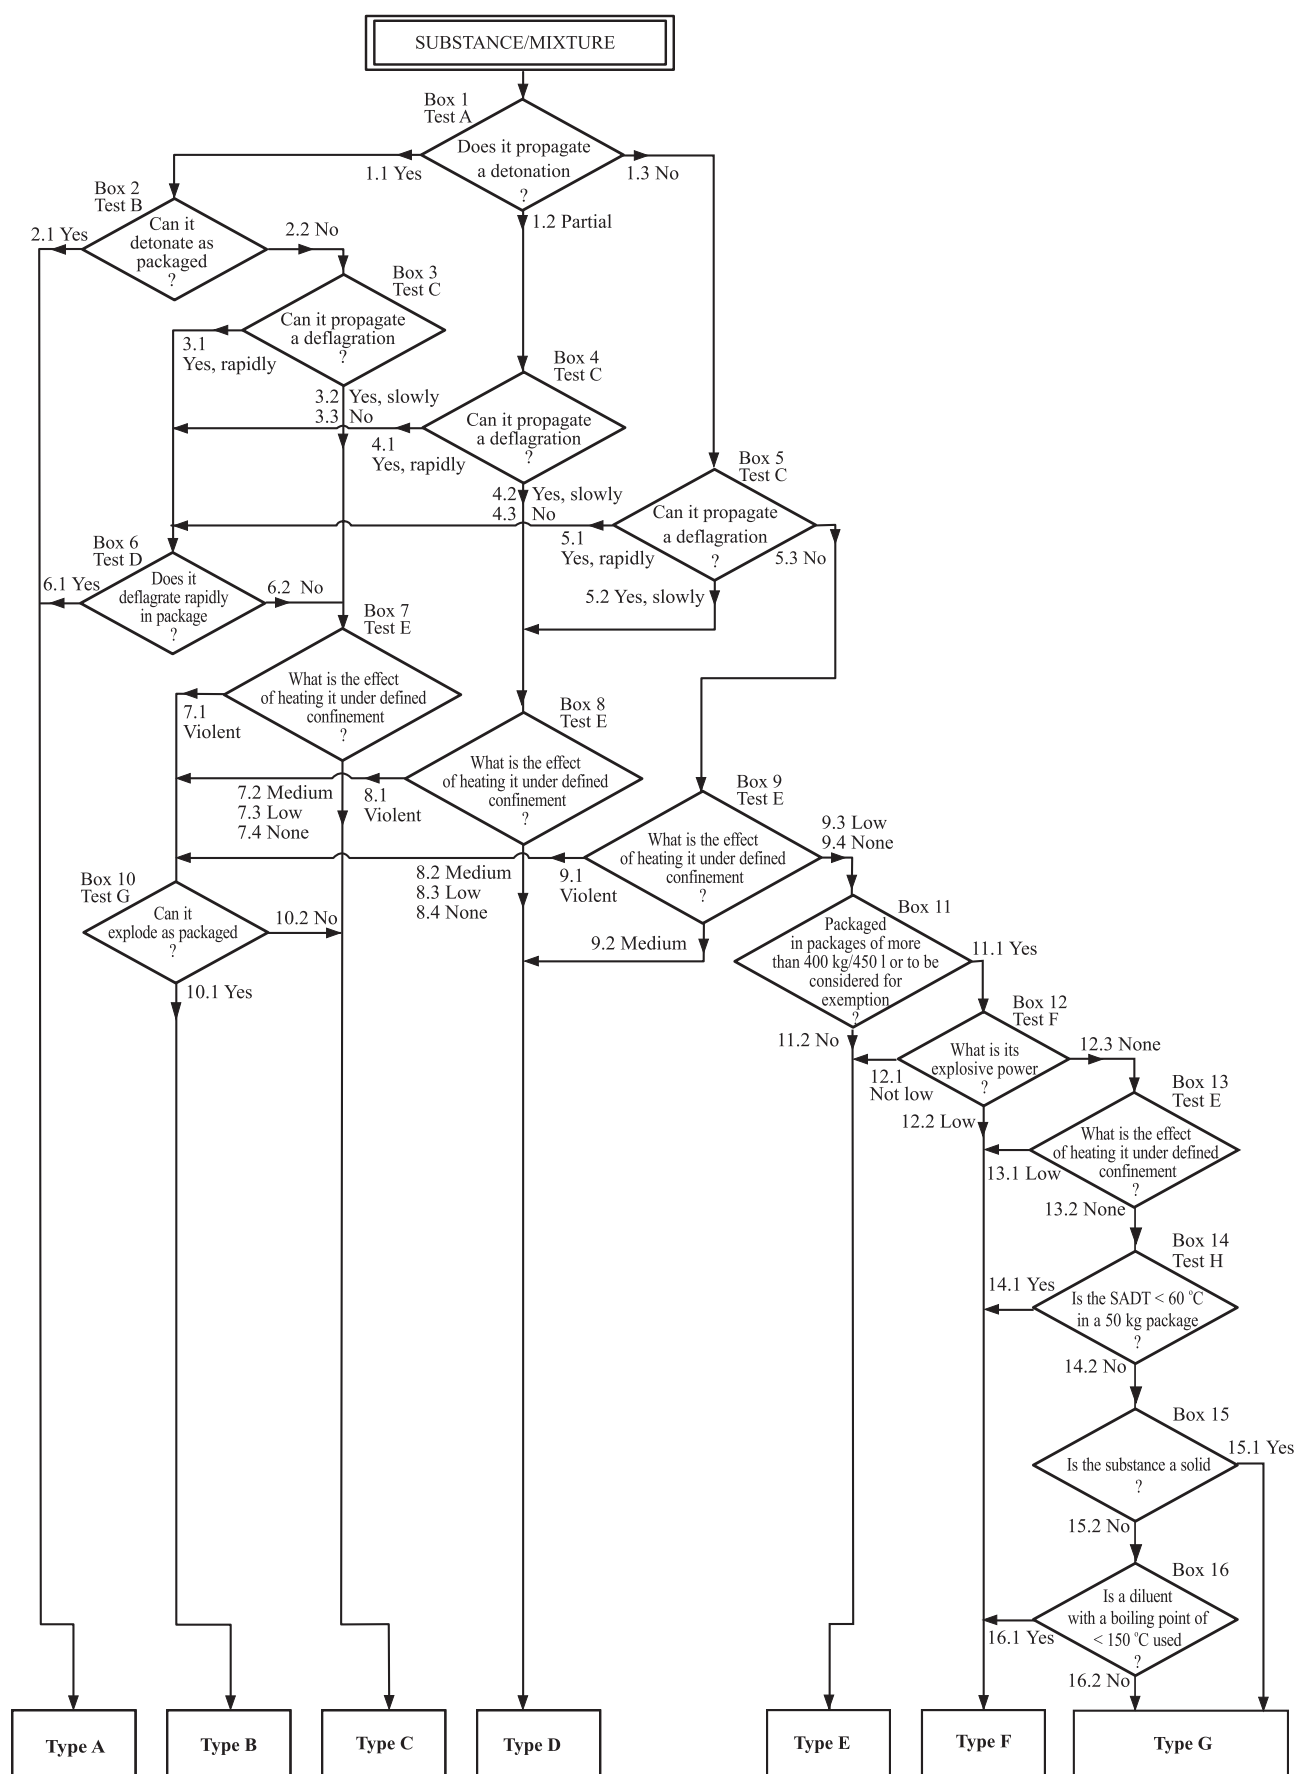 SUBSTANCE/MIXTURE
Box 1
Test A
Does it propagate
a detonation
?
1.1 Yes
1.3 No
1.2 Partial
Box 2
Test B
Can it
detonate as
packaged
?
2.1 Yes
2.2 No
Box 3
Test C
Can it propagate
a deflagration
?
3.1
Yes, rapidly
3.2 Yes, slowly
3.3 No
Box 4
Test C
Can it propagate
a deflagration
?
4.1
Yes, rapidly
4.2 Yes, slowly
4.3 No
Box 5
Test C
Can it propagate
a deflagration
?
5.1
Yes, rapidly
5.3 No
5.2 Yes, slowly
Box 6
Test D
Does it
deflagrate rapidly
in package
?
6.1 Yes
6.2 No
Box 7
Test E
What is the effect
of heating it under defined
confinement
?
7.1
Violent
7.2 Medium
7.3 Low
7.4 None
Box 8
Test E
What is the effect
of heating it under defined
confinement
?
8.1
Violent
8.2 Medium
8.3 Low
8.4 None
Box 9
Test E
What is the effect
of heating it under defined
confinement
?
9.3 Low
9.4 None
9.1
Violent
9.2 Medium
Box 10
Test G
Can it
explode as packaged
?
10.2 No
10.1 Yes
Box 11
Packaged
in packages of more
than 400 kg/450 l or to be
considered for
exemption
?
11.1 Yes
11.2 No
Box 12
Test F
What is its
explosive power
?
12.1
Not low
12.3 None
12.2 Low
Box 13
Test E
What is the effect
of heating it under defined
confinement
?
13.1 Low
13.2 None
Box 14
Test H
Is the SADT < 60 °C
in a 50 kg package
?
14.1 Yes
14.2 No
Box 15
Is the substance a solid
?
15.1 Yes
15.2 No
Box 16
Is a diluent
with a boiling point of
< 150 °C used
?
16.1 Yes
16.2 No
Type A
Type B
Type C
Type D
Type E
Type F
Type G